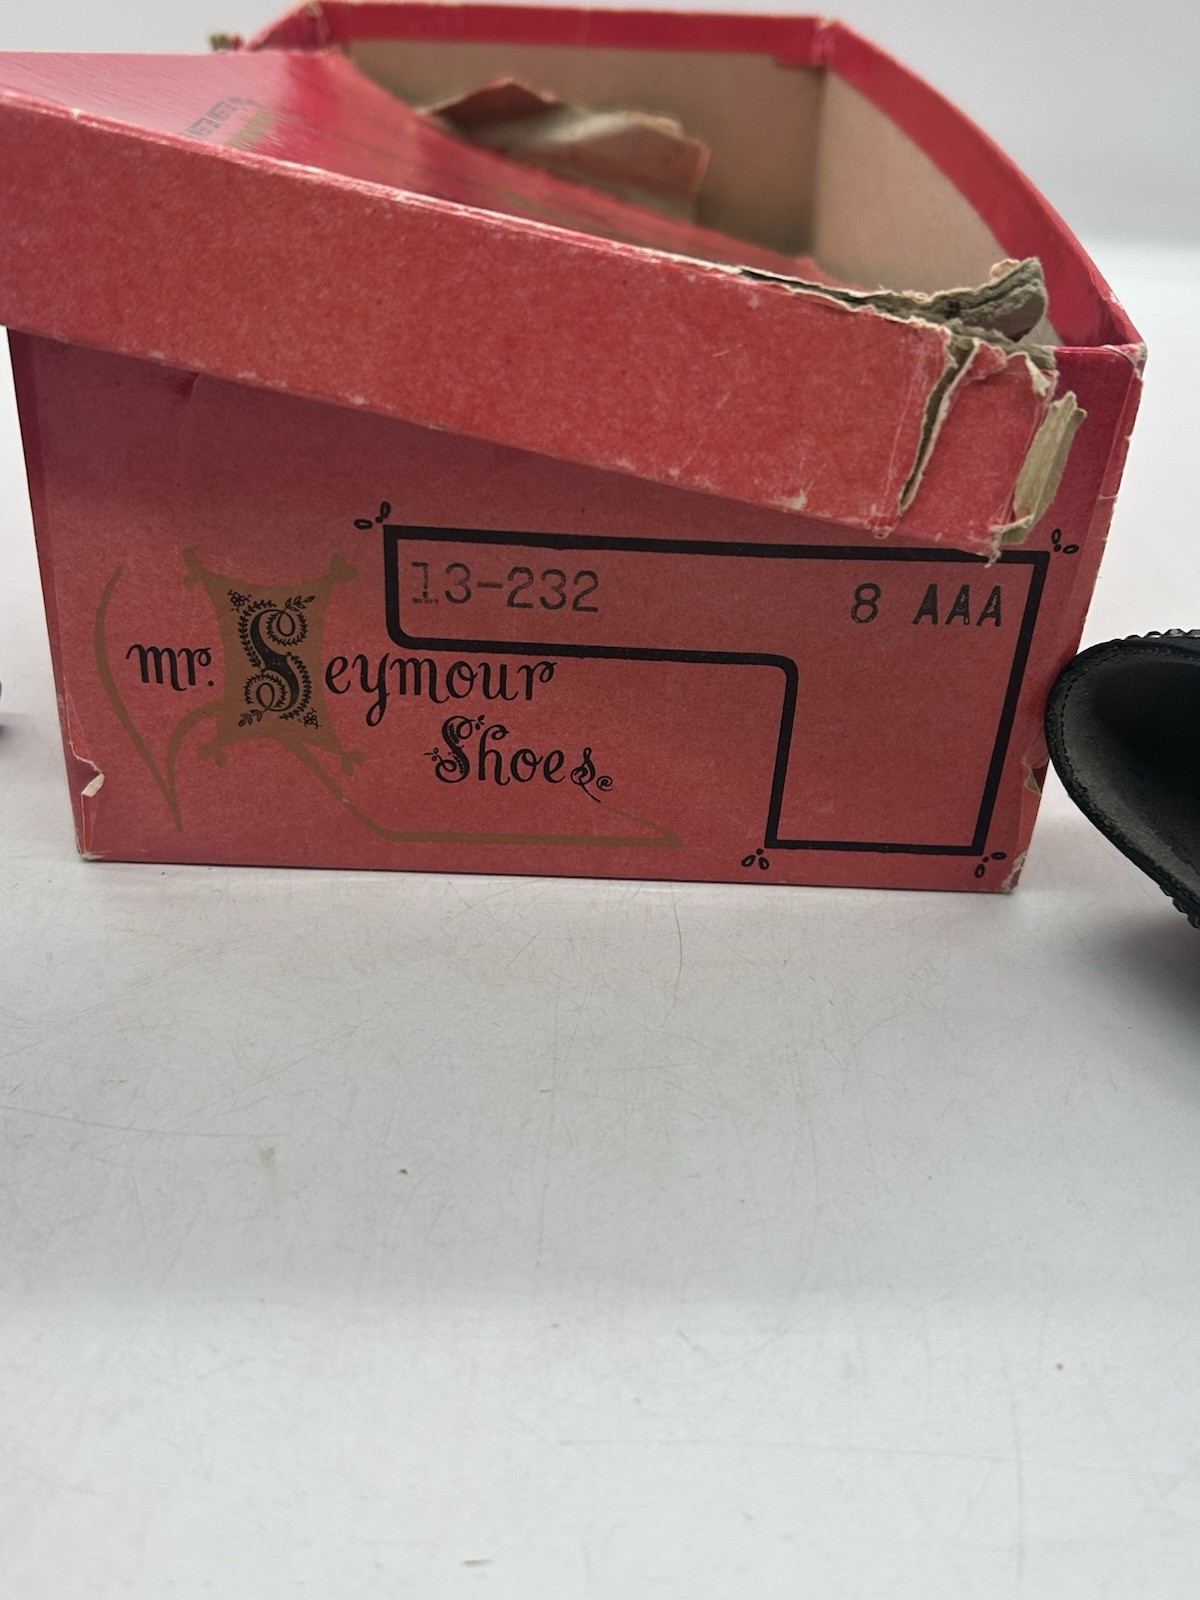 13-232 8 AAA
mr. Seymour
Shoes